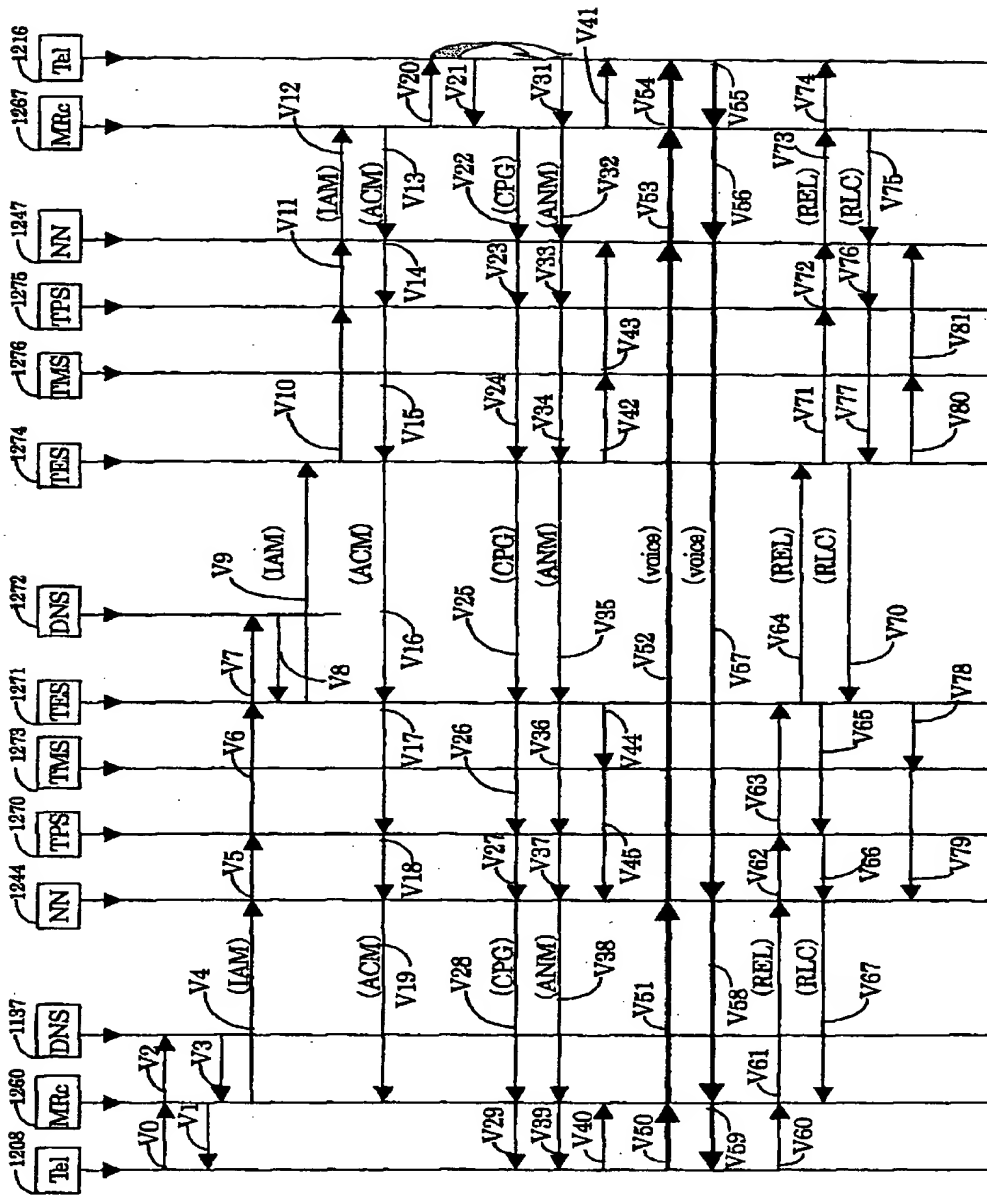 1208 1260 1137 1244 1270 1273 1271 1272 1274 1276 1275 1247 1267 1216
Tel MRc DNS NN TPS TMS TES DNS TES TMS TPS NN MRc Tel
V0 V2
V1 V3
V4 (IAM) V5 V6 V7
V8
V9 (IAM)
V10 V11 (IAM) V12
(ACM) V19 V18 V17 V16 (ACM) V15 V14 (ACM) V13
V20
V21
V29 V28 (CPG) V27 V26 V25 (CPG) V24 V23 (CPG) V22
V39 (ANM) V38 V37 V36 V35 (ANM) V34 V33 (ANM) V32 V31
V40 V45 V44 V42 V43 V41
V50 V51 V52 (voice) V53 V54
V59 V58 V57 (voice) V56 V55
V60 V61 (REL) V62 V63 V64 (REL) V71 V72 (REL) V73 V74
V67 (RLC) V66 V65 V70 (RLC) V77 V76 (RLC) V75
V79 V78 V80 V81